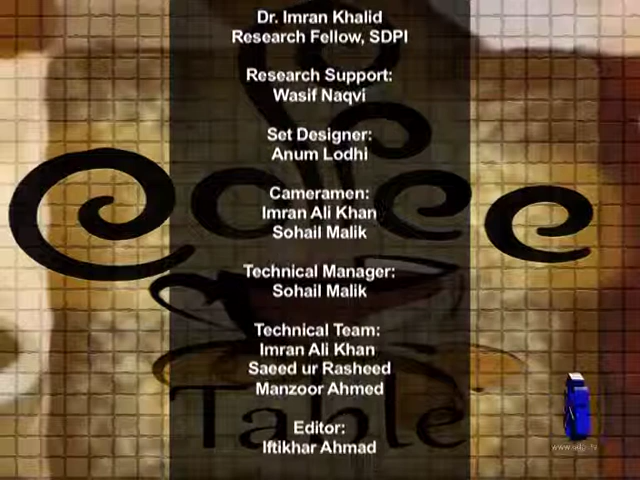 Dr. Imran Khalid
Research Fellow, SDPI
Research Support:
Wasif Naqvi
Set Designer:
Anum Lodhi
Cameramen:
Imran Ali Khan
Sohail Malik
Coffee
Technical Manager:
Sohail Malik
Technical Team:
Imran Ali Khan
Saeed ur Rasheed
Manzoor Ahmed
Table
Editor:
Iftikhar Ahmad